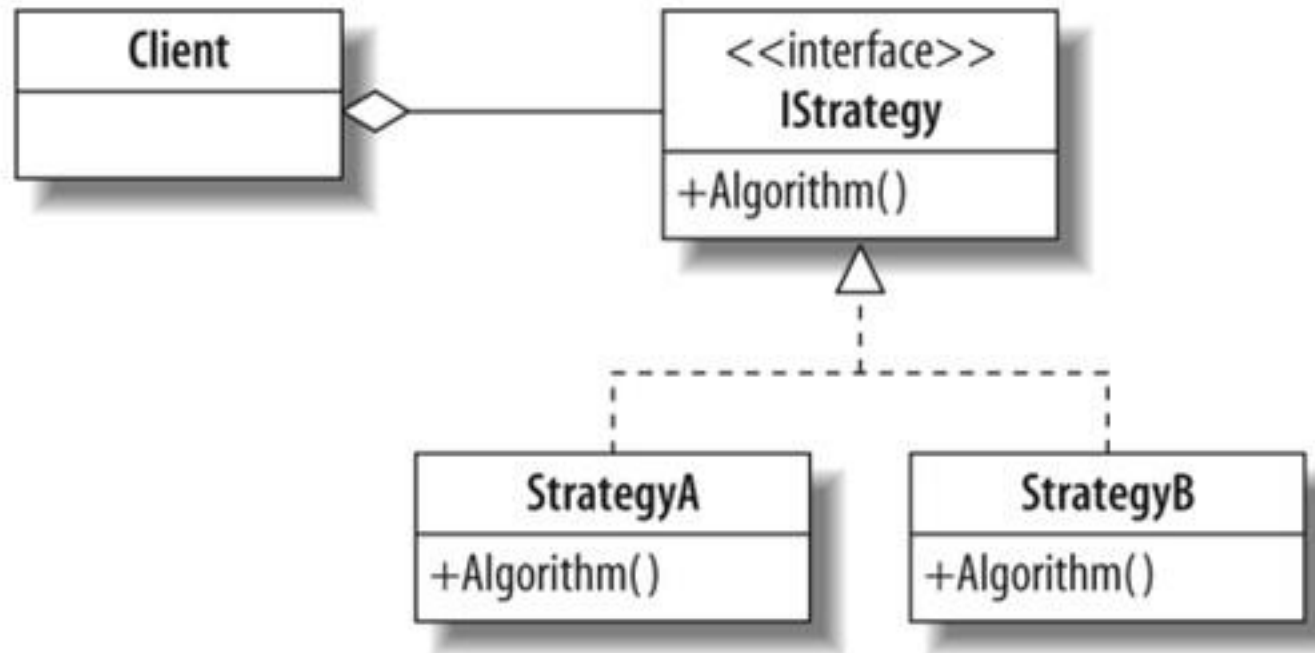 Client
<<interface>>
IStrategy
+Algorithm()
StrategyA
+Algorithm()
StrategyB
+Algorithm()